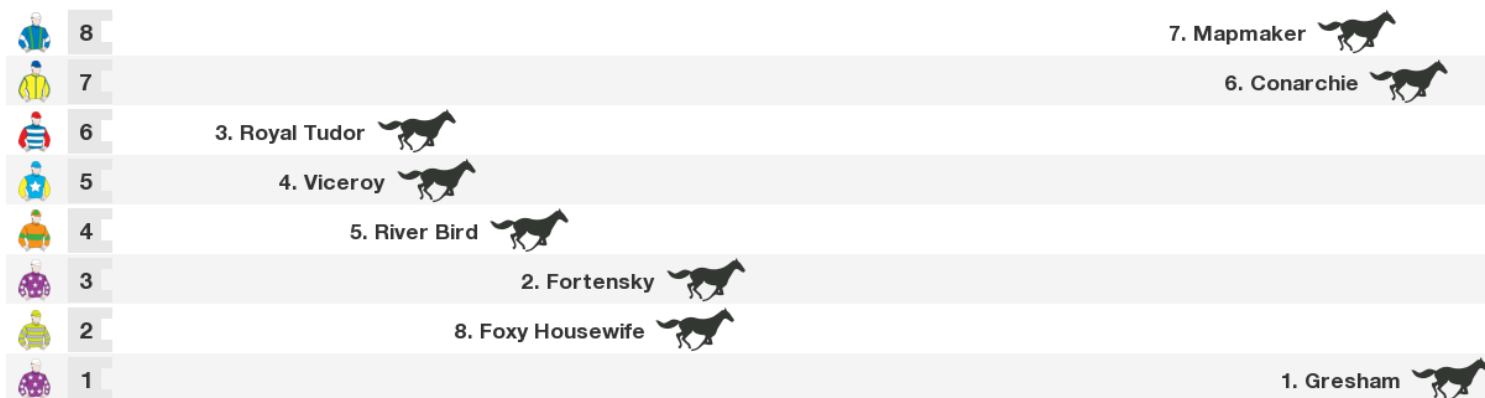 8 7. Mapmaker
7 6. Conarchie
6 3. Royal Tudor
5 4. Viceroy
4 5. River Bird
3 2. Fortensky
2 8. Foxy Housewife
1 1. Gresham